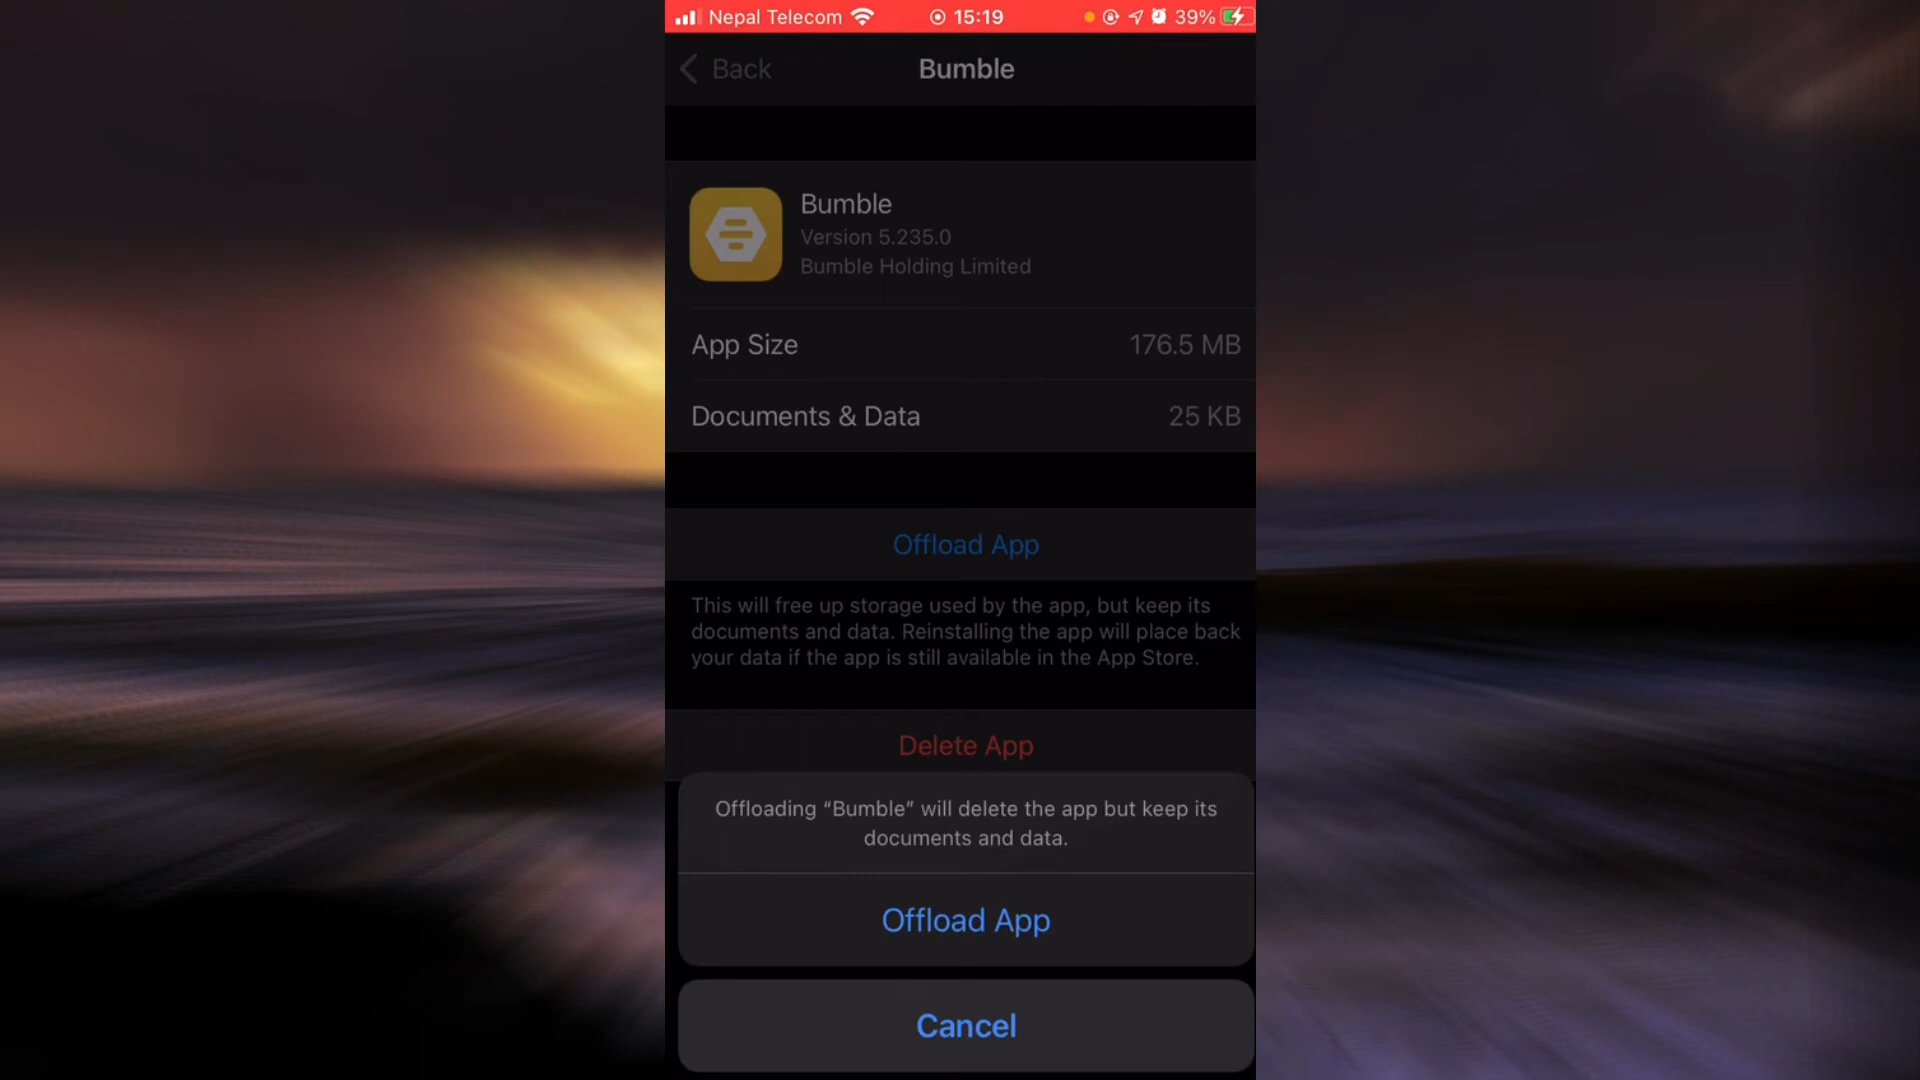 Nepal Telecom 15:19 39%
Back Bumble
Bumble
Version 5.235.0
Bumble Holding Limited
App Size 176.5 MB
Documents & Data 25 KB
Offload App
This will free up storage used by the app, but keep its
documents and data. Reinstalling the app will place back
your data if the app is still available in the App Store.
Delete App
Offloading “Bumble” will delete the app but keep its
documents and data.
Offload App
Cancel